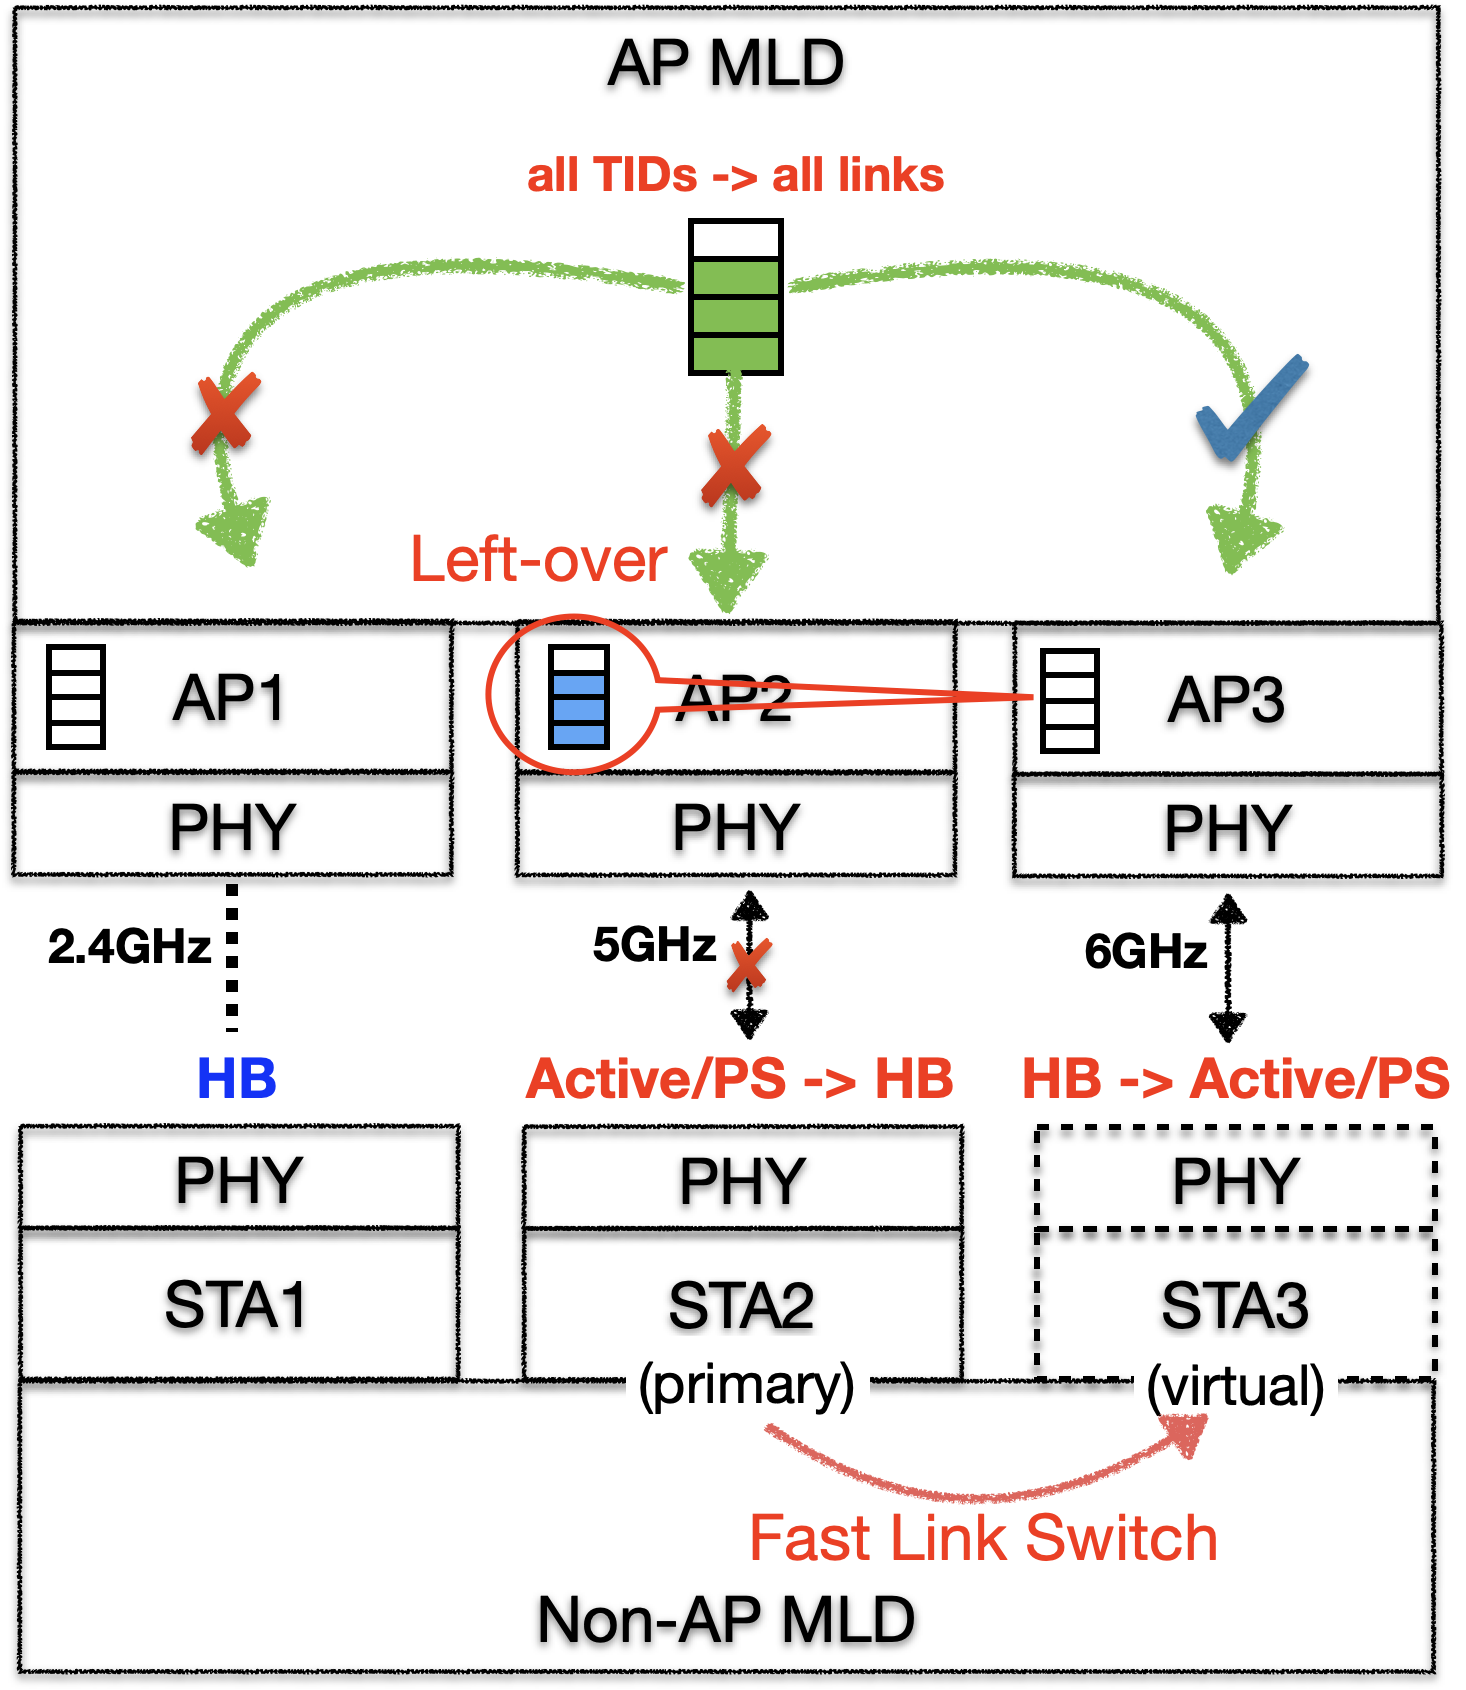 AP MLD
all TIDs -> all links
Left-over
AP1
AP2
AP3
PHY
PHY
PHY
2.4GHz
5GHz
6GHz
HB
Active/PS -> HB
HB -> Active/PS
PHY
PHY
PHY
STA1
STA2
STA3
(primary)
(virtual)
Fast Link Switch
Non-AP MLD